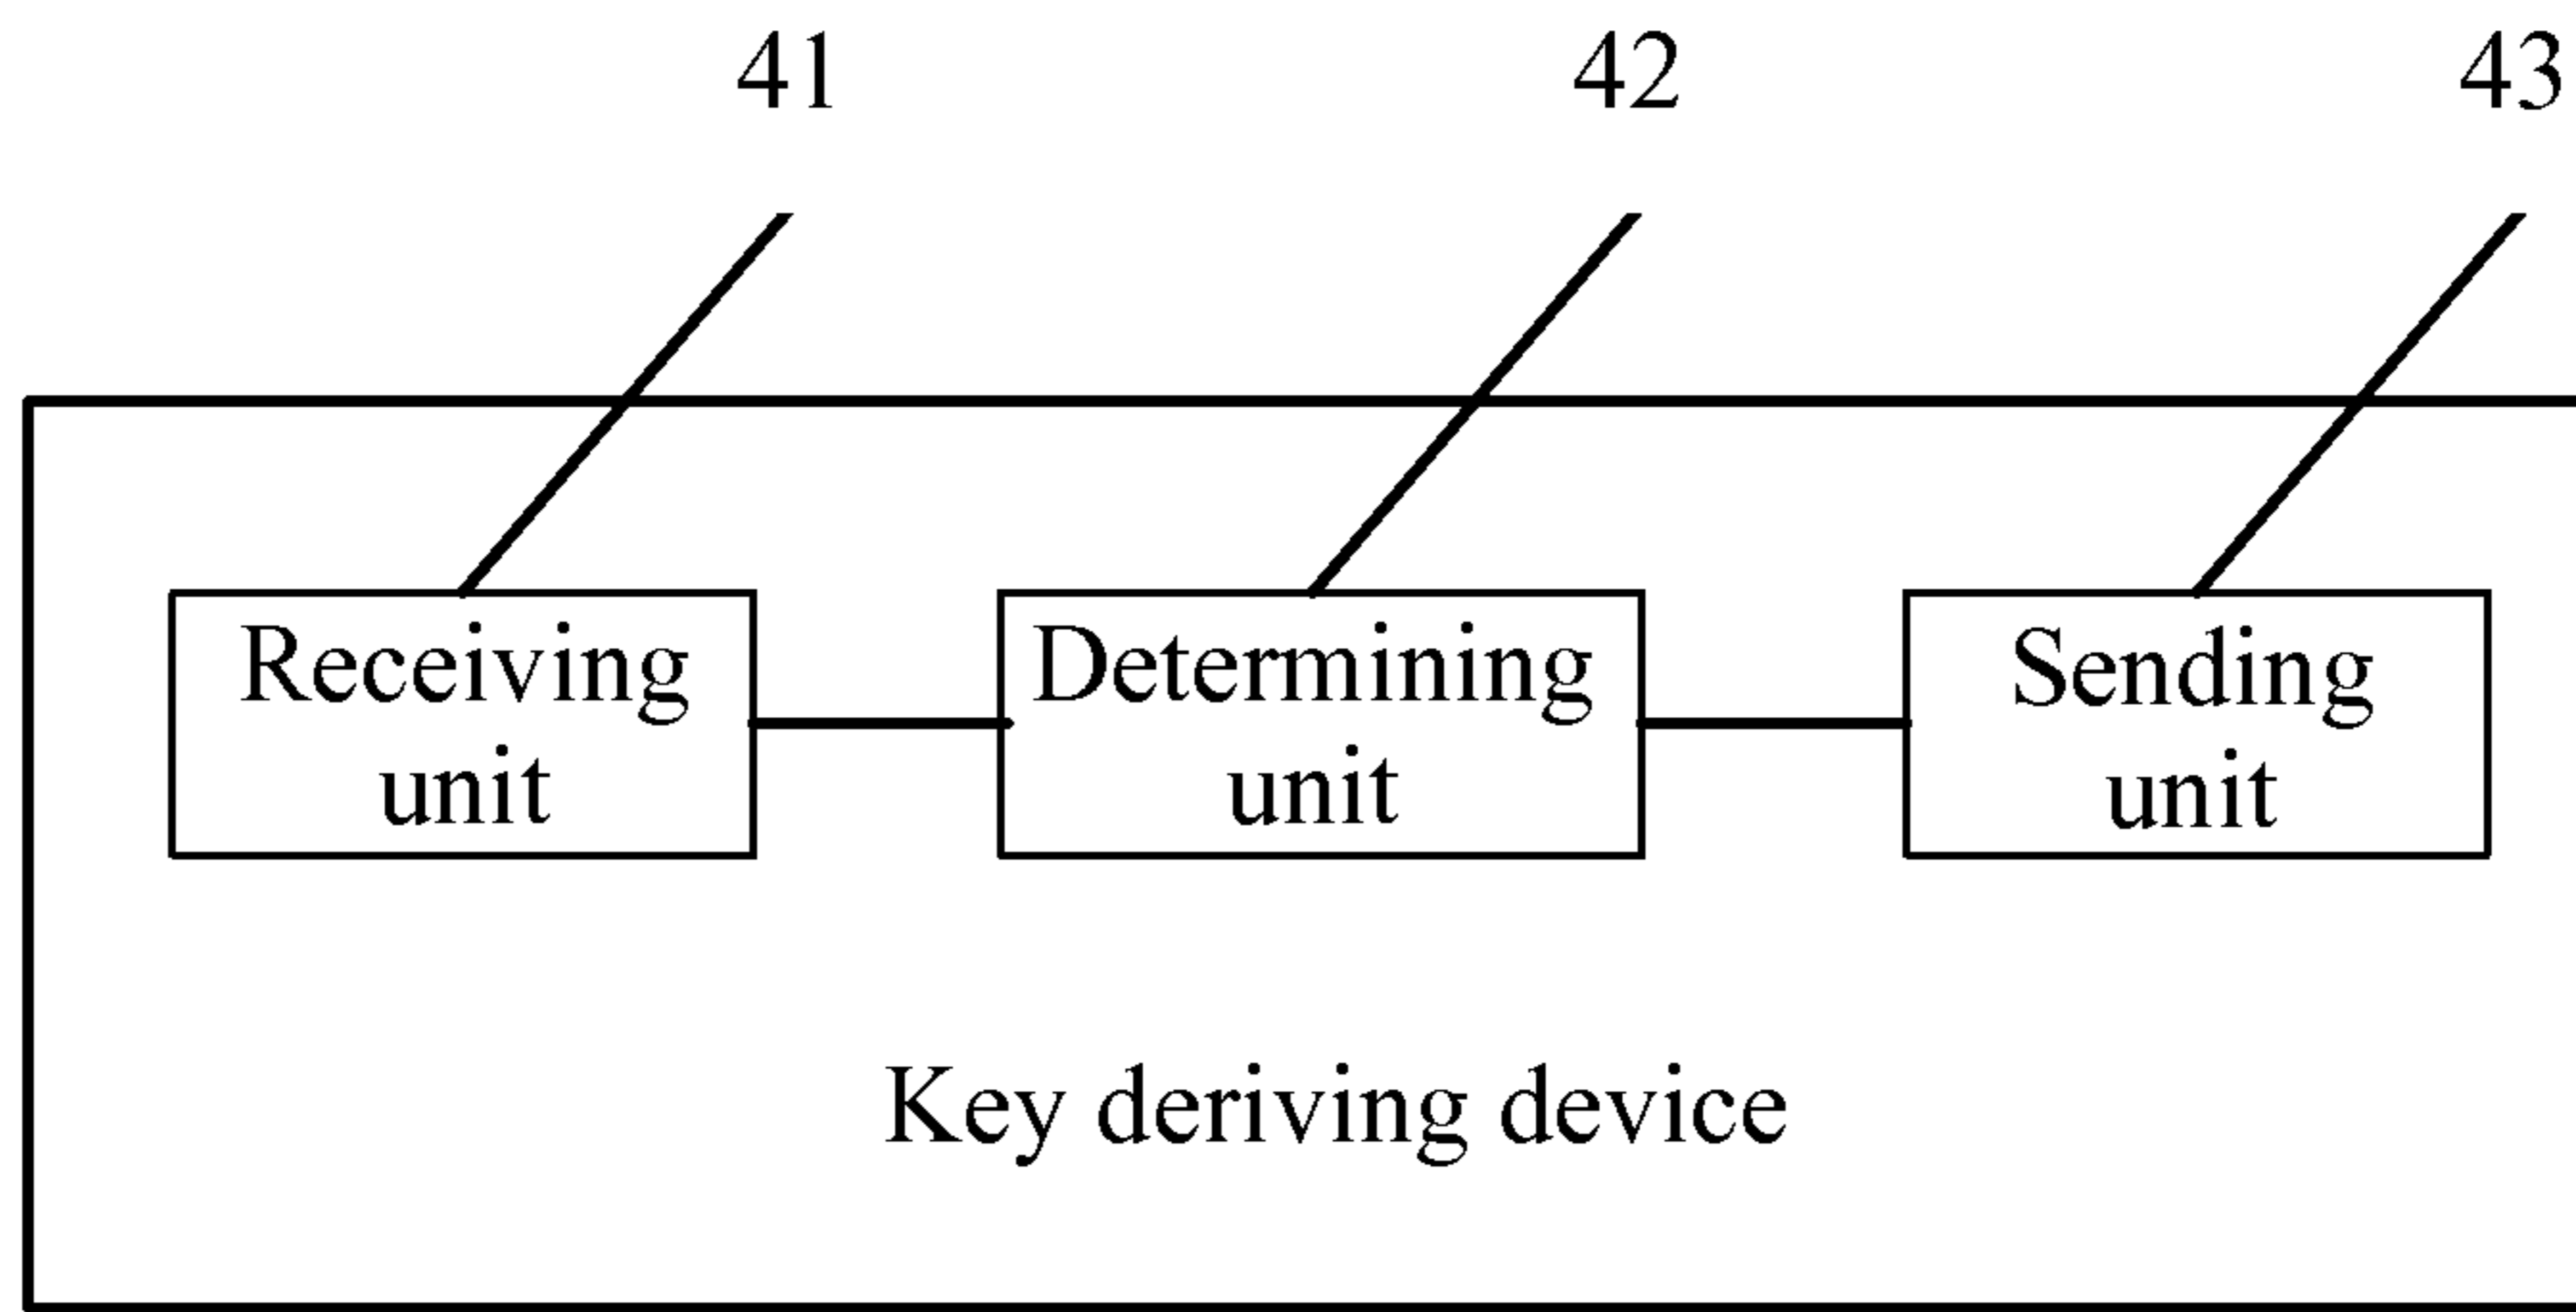 41
42
43
Receiving
unit
Determining
unit
Sending
unit
Key deriving device